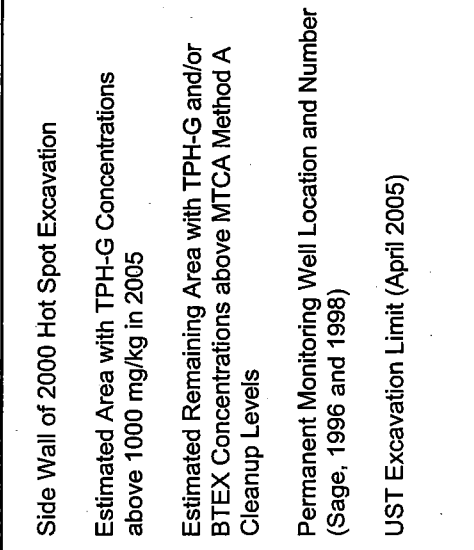 Side Wall of 2000 Hot Spot Excavation
Estimated Area with TPH-G Concentrations
above 1000 mg/kg in 2005
Estimated Remaining Area with TPH-G and/or
BTEX Concentrations above MTCA Method A
Cleanup Levels
Permanent Monitoring Well Location and Number
(Sage, 1996 and 1998)
UST Excavation Limit (April 2005)